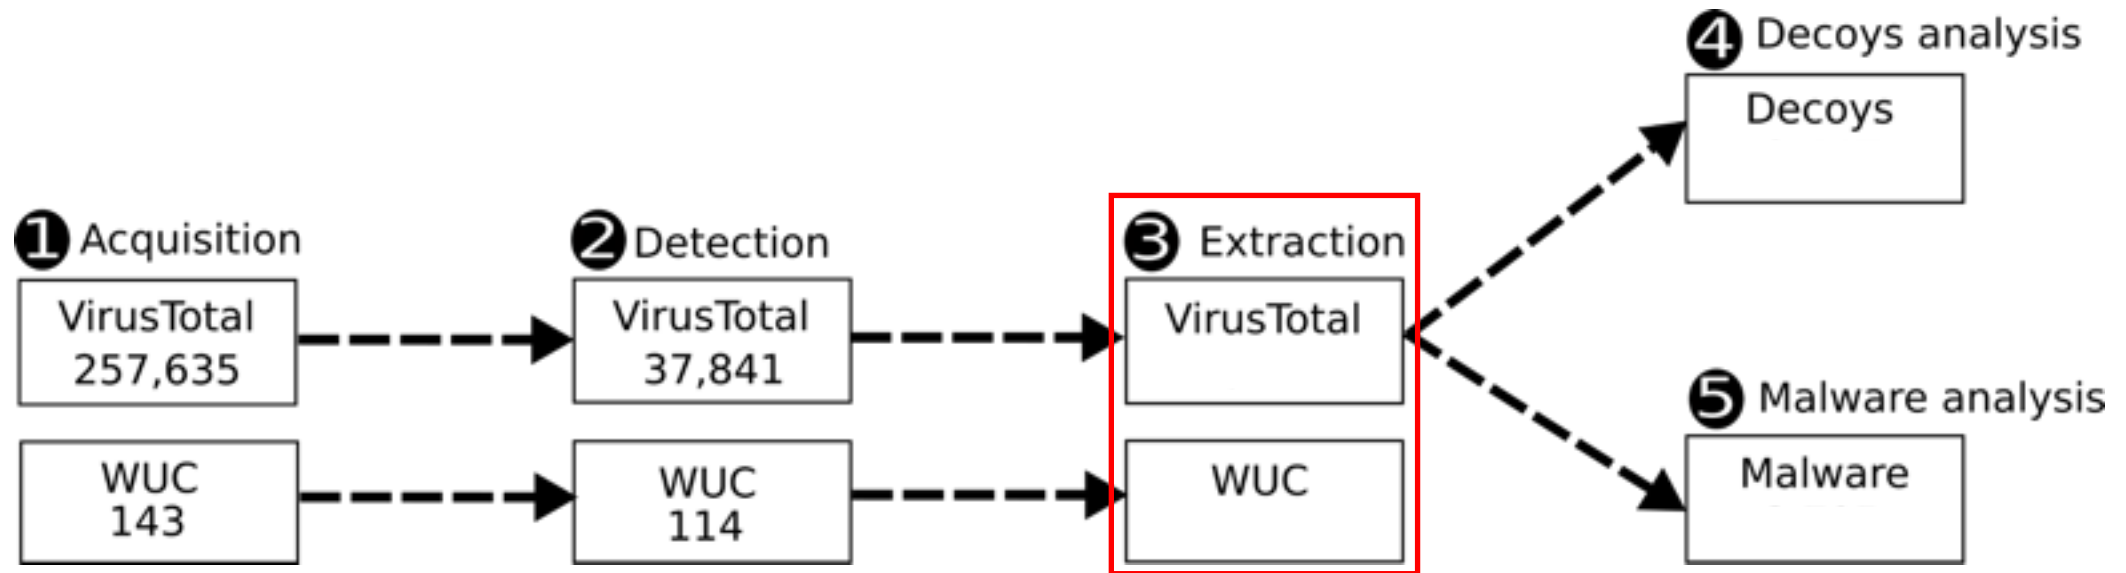 1 Acquisition
VirusTotal
257,635
WUC
143
2 Detection
VirusTotal
37,841
WUC
114
3 Extraction
VirusTotal
WUC
4 Decoys analysis
Decoys
5 Malware analysis
Malware